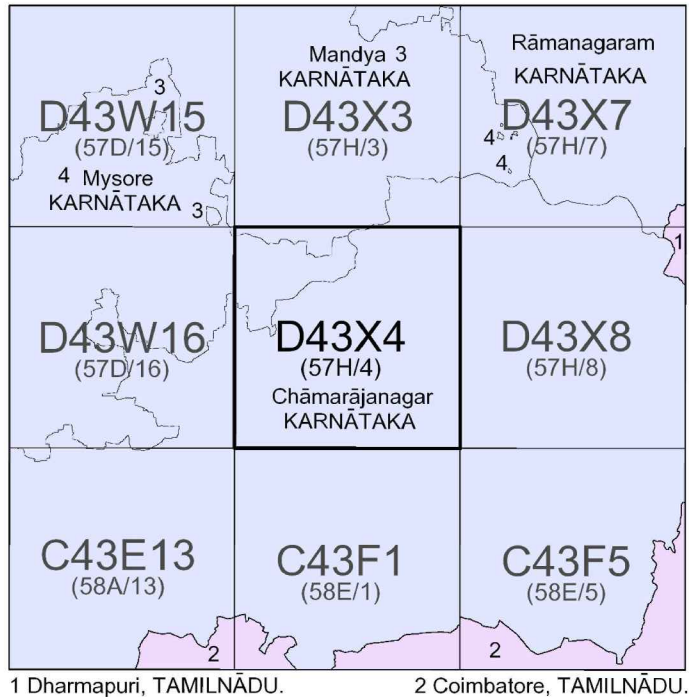 Mandya 3
KARNĀTAKA
Rāmanagaram
KARNĀTAKA
3
D43W15
(57D/15)
4 Mysore
KARNĀTAKA 3
D43X3
(57H/3)
D43X7
(57H/7)
4
4
1
D43W16
(57D/16)
D43X4
(57H/4)
Chāmarājanagar
KARNĀTAKA
D43X8
(57H/8)
C43E13
(58A/13)
C43F1
(58E/1)
C43F5
(58E/5)
2
2
1 Dharmapuri, TAMILNĀDU.
2 Coimbatore, TAMILNĀDU.